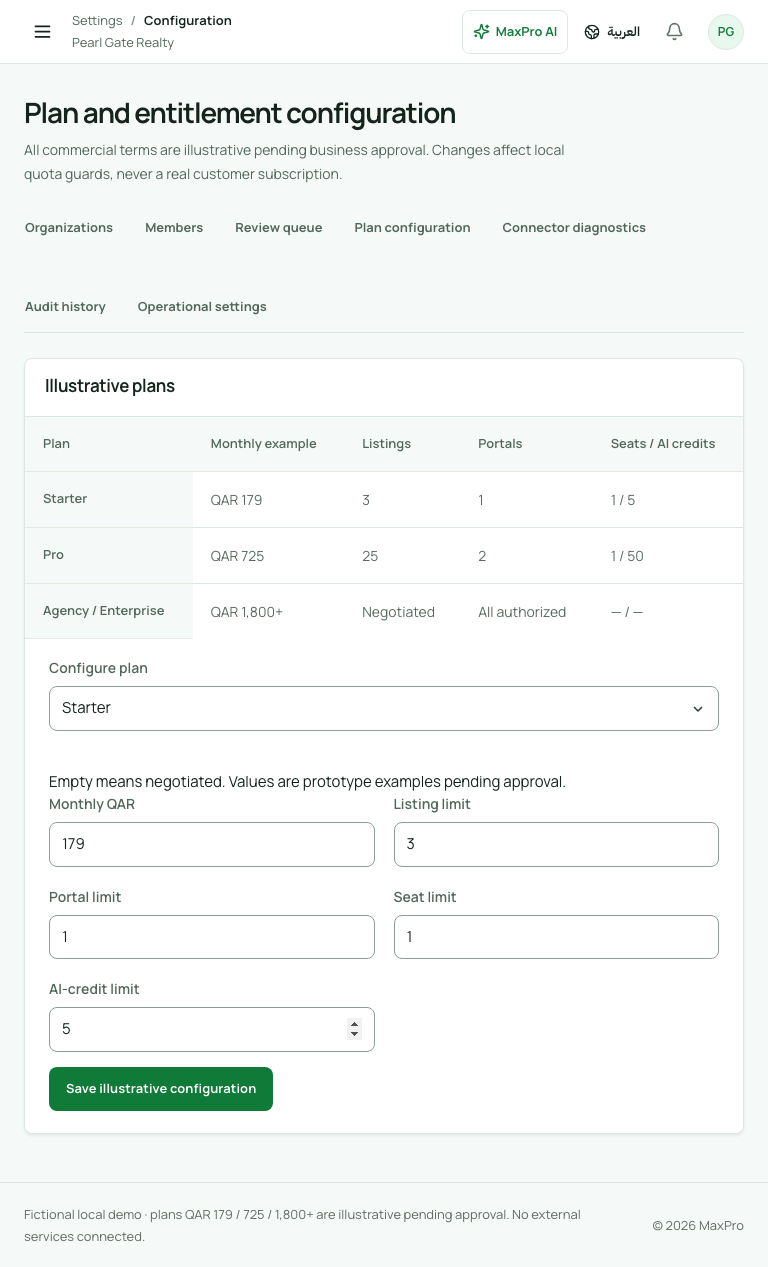 Settings / Configuration
Pearl Gate Realty
MaxPro AI
العربية
PG
Plan and entitlement configuration
All commercial terms are illustrative pending business approval. Changes affect local
quota guards, never a real customer subscription.
Organizations Members Review queue Plan configuration Connector diagnostics
Audit history Operational settings
Illustrative plans
Plan Monthly example Listings Portals Seats / AI credits
Starter QAR 179 3 1 1 / 5
Pro QAR 725 25 2 1 / 50
Agency / Enterprise QAR 1,800+ Negotiated All authorized — / —
Configure plan
Starter
Empty means negotiated. Values are prototype examples pending approval.
Monthly QAR Listing limit
179 3
Portal limit Seat limit
1 1
AI-credit limit
5
Save illustrative configuration
Fictional local demo · plans QAR 179 / 725 / 1,800+ are illustrative pending approval. No external
services connected.
© 2026 MaxPro